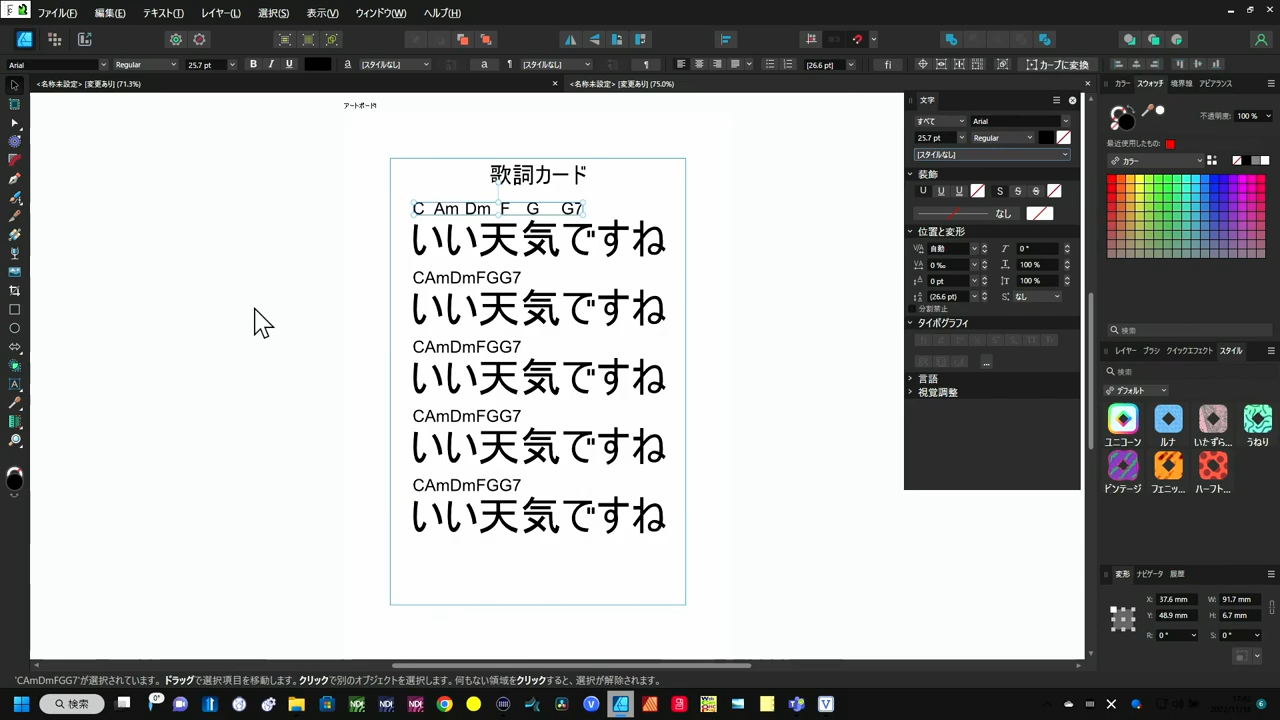 ファイル(F) 編集(E) テキスト(T) レイヤー(L) 選択(S) 表示(V) ウィンドウ(W) ヘルプ(H)
Arial Regular 25.7 pt B I U a [スタイルなし] a ¶ [スタイルなし] ¶ [26.6 pt] fi カーブに変換
<名称未設定> [変更あり] (71.3%) × <名称未設定> [変更あり] (75.0%) ×
アートボード1
歌詞カード
C Am Dm F G G7
いい天気ですね
CAmDmFGG7
いい天気ですね
CAmDmFGG7
いい天気ですね
CAmDmFGG7
いい天気ですね
CAmDmFGG7
いい天気ですね
文字
すべて Arial
25.7 pt Regular
[スタイルなし]
装飾
U U U S S S
なし
位置と変形
自動 0 °
0 ‰ 100 %
0 pt 100 %
(26.6 pt) なし
分割禁止
タイポグラフィ
...
言語
視覚調整
カラー スウォッチ 境界線 アピアランス
不透明度: 100 %
最近使用したもの:
カラー
検索
レイヤー ブラシ クイックエフェクト スタイル
検索
デフォルト
ユニコーン ルナ いたずら... うねり
ビンテージ フェニッ... ハーフト...
変形 ナビゲータ 履歴
X: 37.6 mm W: 91.7 mm
Y: 48.9 mm H: 6.7 mm
R: 0 ° S: 0 °
'CAmDmFGG7'が選択されています。 ドラッグで選択項目を移動します。クリックで別のオブジェクトを選択します。何もない領域をクリックすると、選択が解除されます。
検索
2022/11/18